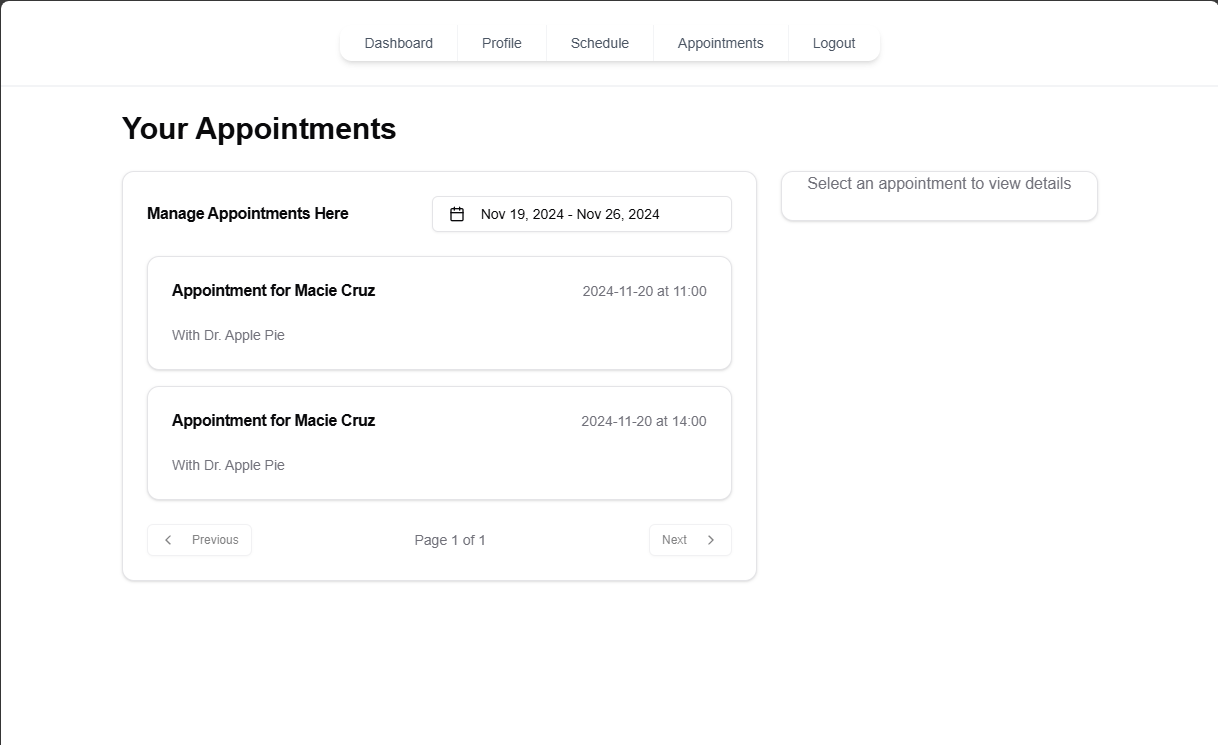 Dashboard Profile Schedule Appointments Logout
Your Appointments
Manage Appointments Here
Nov 19, 2024 - Nov 26, 2024
Appointment for Macie Cruz
2024-11-20 at 11:00
With Dr. Apple Pie
Appointment for Macie Cruz
2024-11-20 at 14:00
With Dr. Apple Pie
Previous
Page 1 of 1
Next
Select an appointment to view details